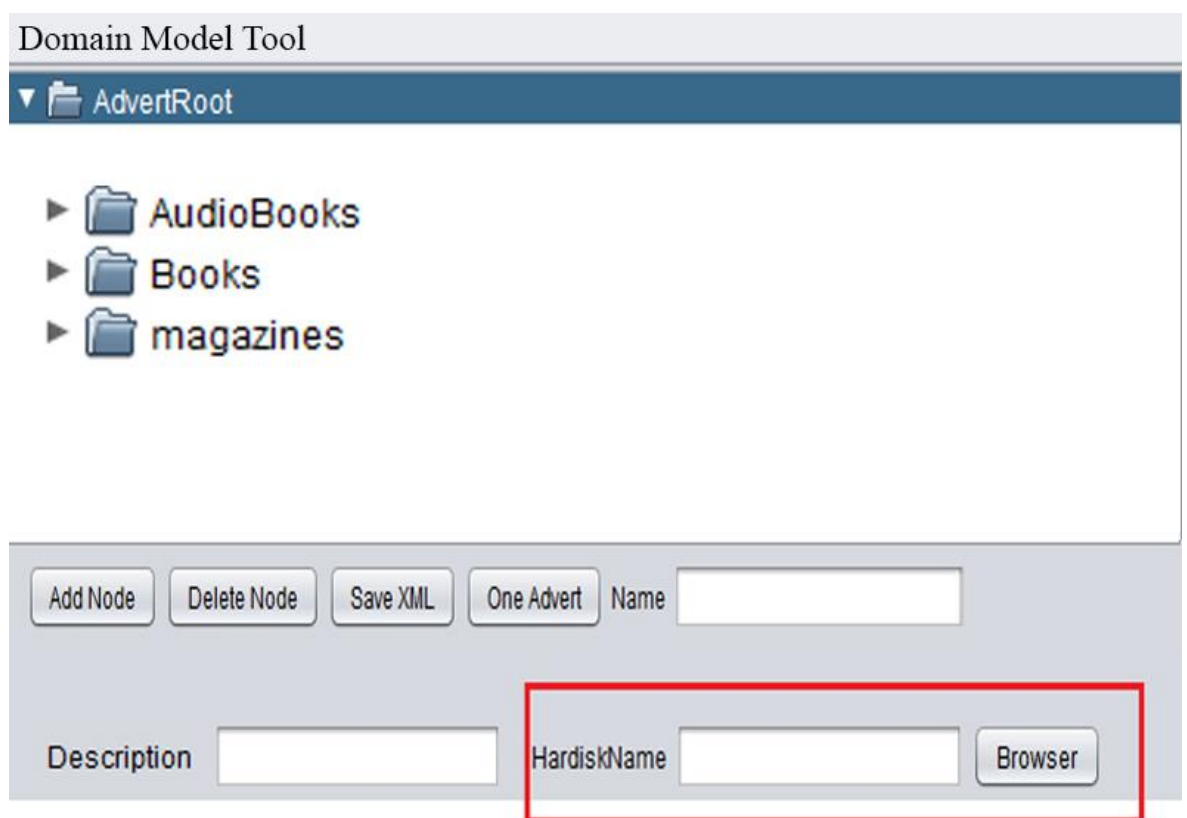 Domain Model Tool
AdvertRoot
AudioBooks
Books
magazines
Add Node Delete Node Save XML One Advert Name
Description HardiskName Browser